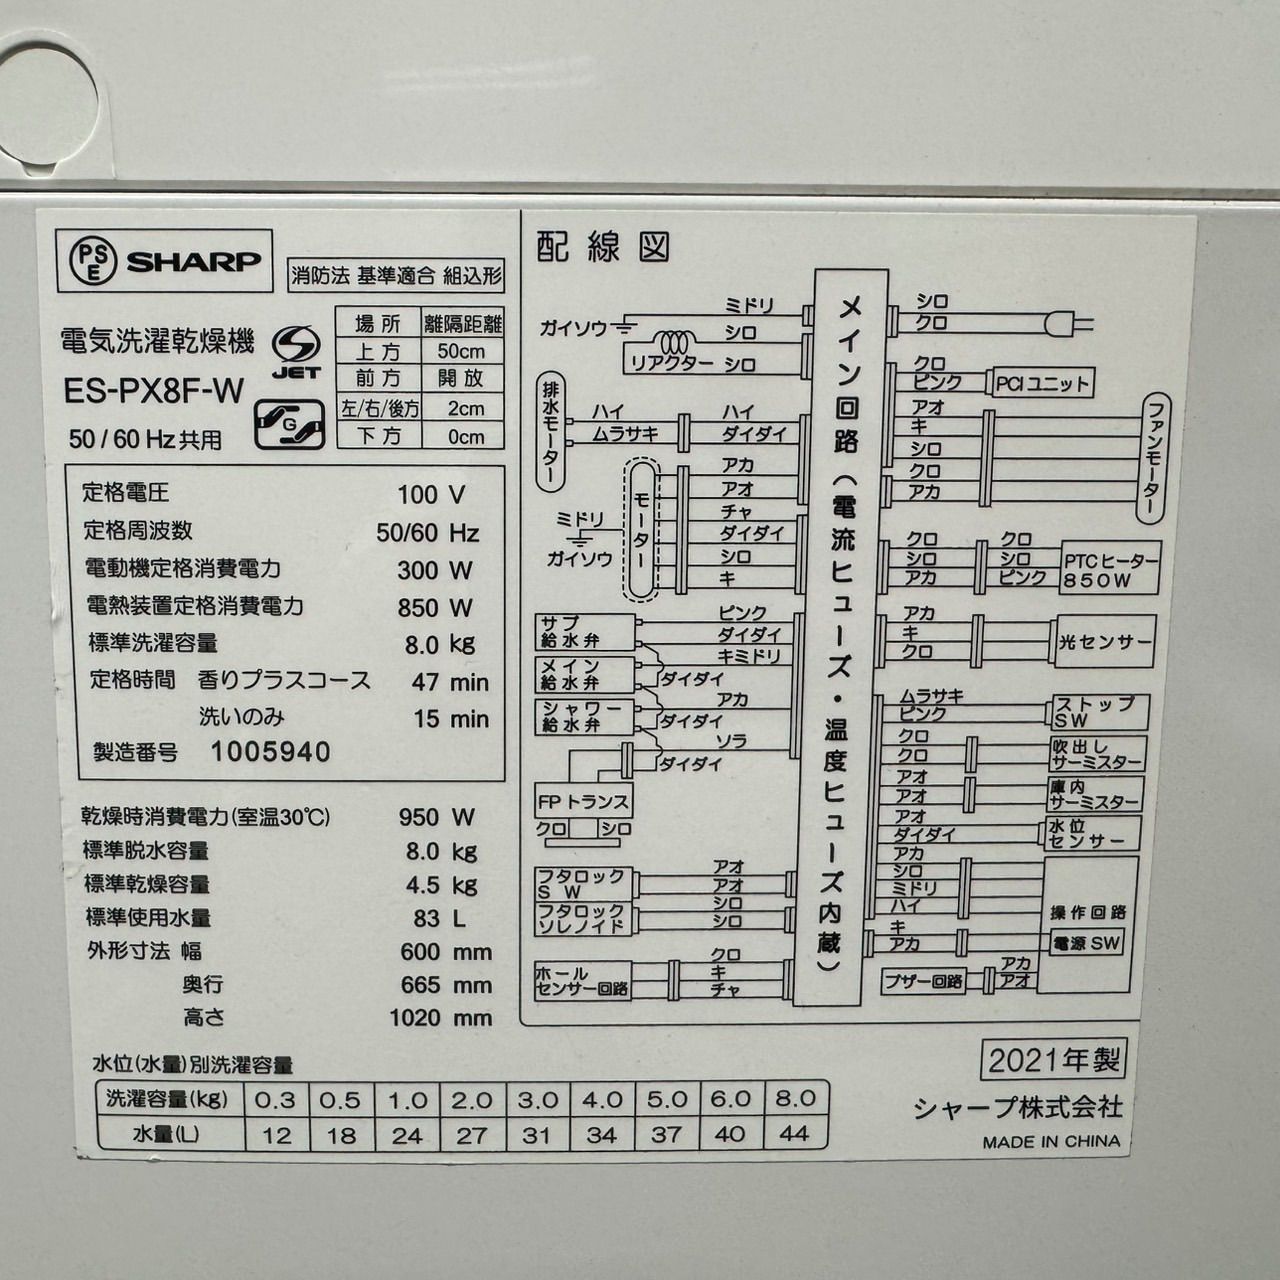 PSE SHARP
消防法 基準適合 組込形
電気洗濯乾燥機
ES-PX8F-W
50/60Hz共用
JET
G
場所 離隔距離
上方 50cm
前方 開放
左/右/後方 2cm
下方 0cm
定格電圧 100 V
定格周波数 50/60 Hz
電動機定格消費電力 300 W
電熱装置定格消費電力 850 W
標準洗濯容量 8.0 kg
定格時間 香りプラスコース 47 min
洗いのみ 15 min
製造番号 1005940
乾燥時消費電力(室温30℃) 950 W
標準脱水容量 8.0 kg
標準乾燥容量 4.5 kg
標準使用水量 83 L
外形寸法 幅 600 mm
奥行 665 mm
高さ 1020 mm
水位(水量)別洗濯容量
洗濯容量(kg) 0.3 0.5 1.0 2.0 3.0 4.0 5.0 6.0 8.0
水量(L) 12 18 24 27 31 34 37 40 44
配線図
ガイソウ ミドリ
シロ
リアクター シロ
排水モーター
ハイ ハイ
ムラサキ ダイダイ
モーター
アカ
アオ
ミドリ チャ
ダイダイ
ガイソウ シロ
キ
サブ給水弁
ピンク
ダイダイ
メイン給水弁
キミドリ
ダイダイ
シャワー給水弁
アカ
ダイダイ
ソラ
ダイダイ
FPトランス
クロ シロ
フタロック
SW
アオ
アオ
フタロック
ソレノイド
シロ
シロ
ホール
センサー回路
クロ
キ
チャ
メイン回路(電流ヒューズ・温度ヒューズ内蔵)
シロ
クロ
クロ
ピンク PCIユニット
アオ
キ
シロ
クロ
アカ
ファンモーター
クロ クロ
シロ シロ
アカ ピンク
PTCヒーター
850W
アカ
キ
クロ
光センサー
ムラサキ
ピンク
ストップ
SW
クロ
クロ
吹出し
サーミスター
アオ
アオ
庫内
サーミスター
アオ
ダイダイ
水位
センサー
アカ
シロ
ミドリ
ハイ
操作回路
キ
アカ
電源SW
ブザー回路
アカ
アオ
2021年製
シャープ株式会社
MADE IN CHINA